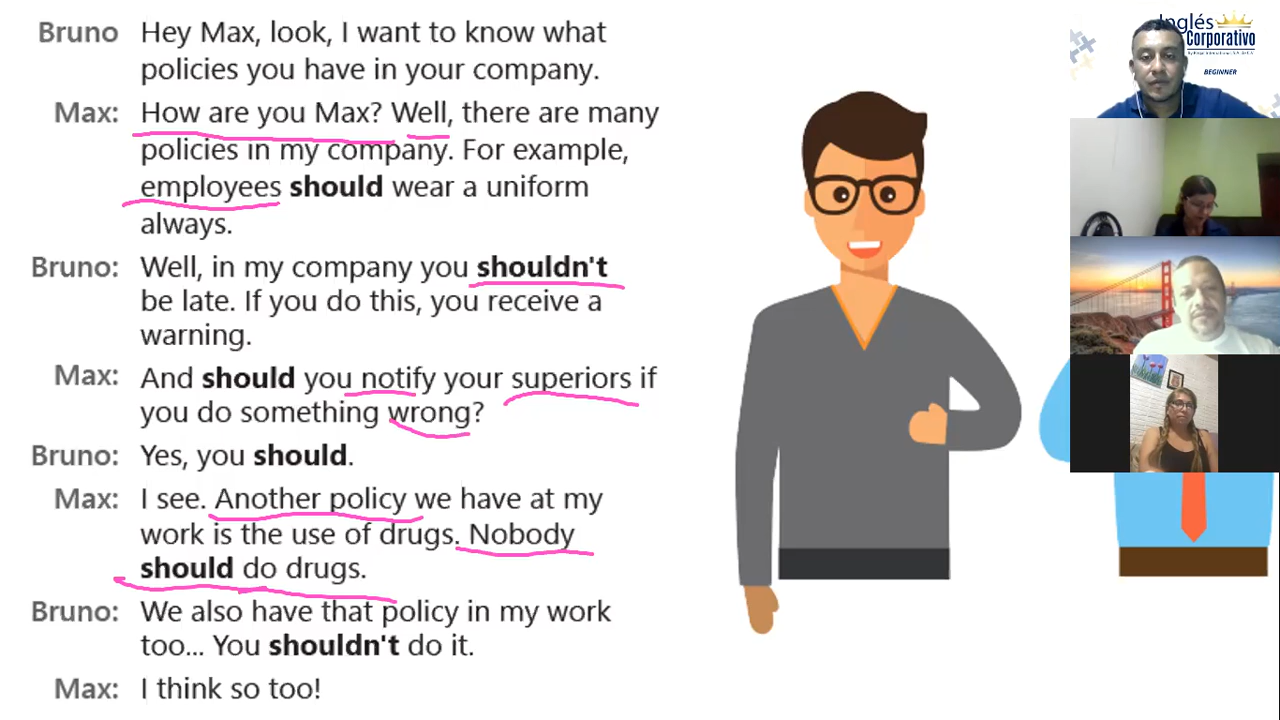 Bruno Hey Max, look, I want to know what
policies you have in your company.
Max: How are you Max? Well, there are many
policies in my company. For example,
employees should wear a uniform
always.
Bruno: Well, in my company you shouldn't
be late. If you do this, you receive a
warning.
Max: And should you notify your superiors if
you do something wrong?
Bruno: Yes, you should.
Max: I see. Another policy we have at my
work is the use of drugs. Nobody
should do drugs.
Bruno: We also have that policy in my work
too... You shouldn't do it.
Max: I think so too!
Inglés
Corporativo
BEGINNER